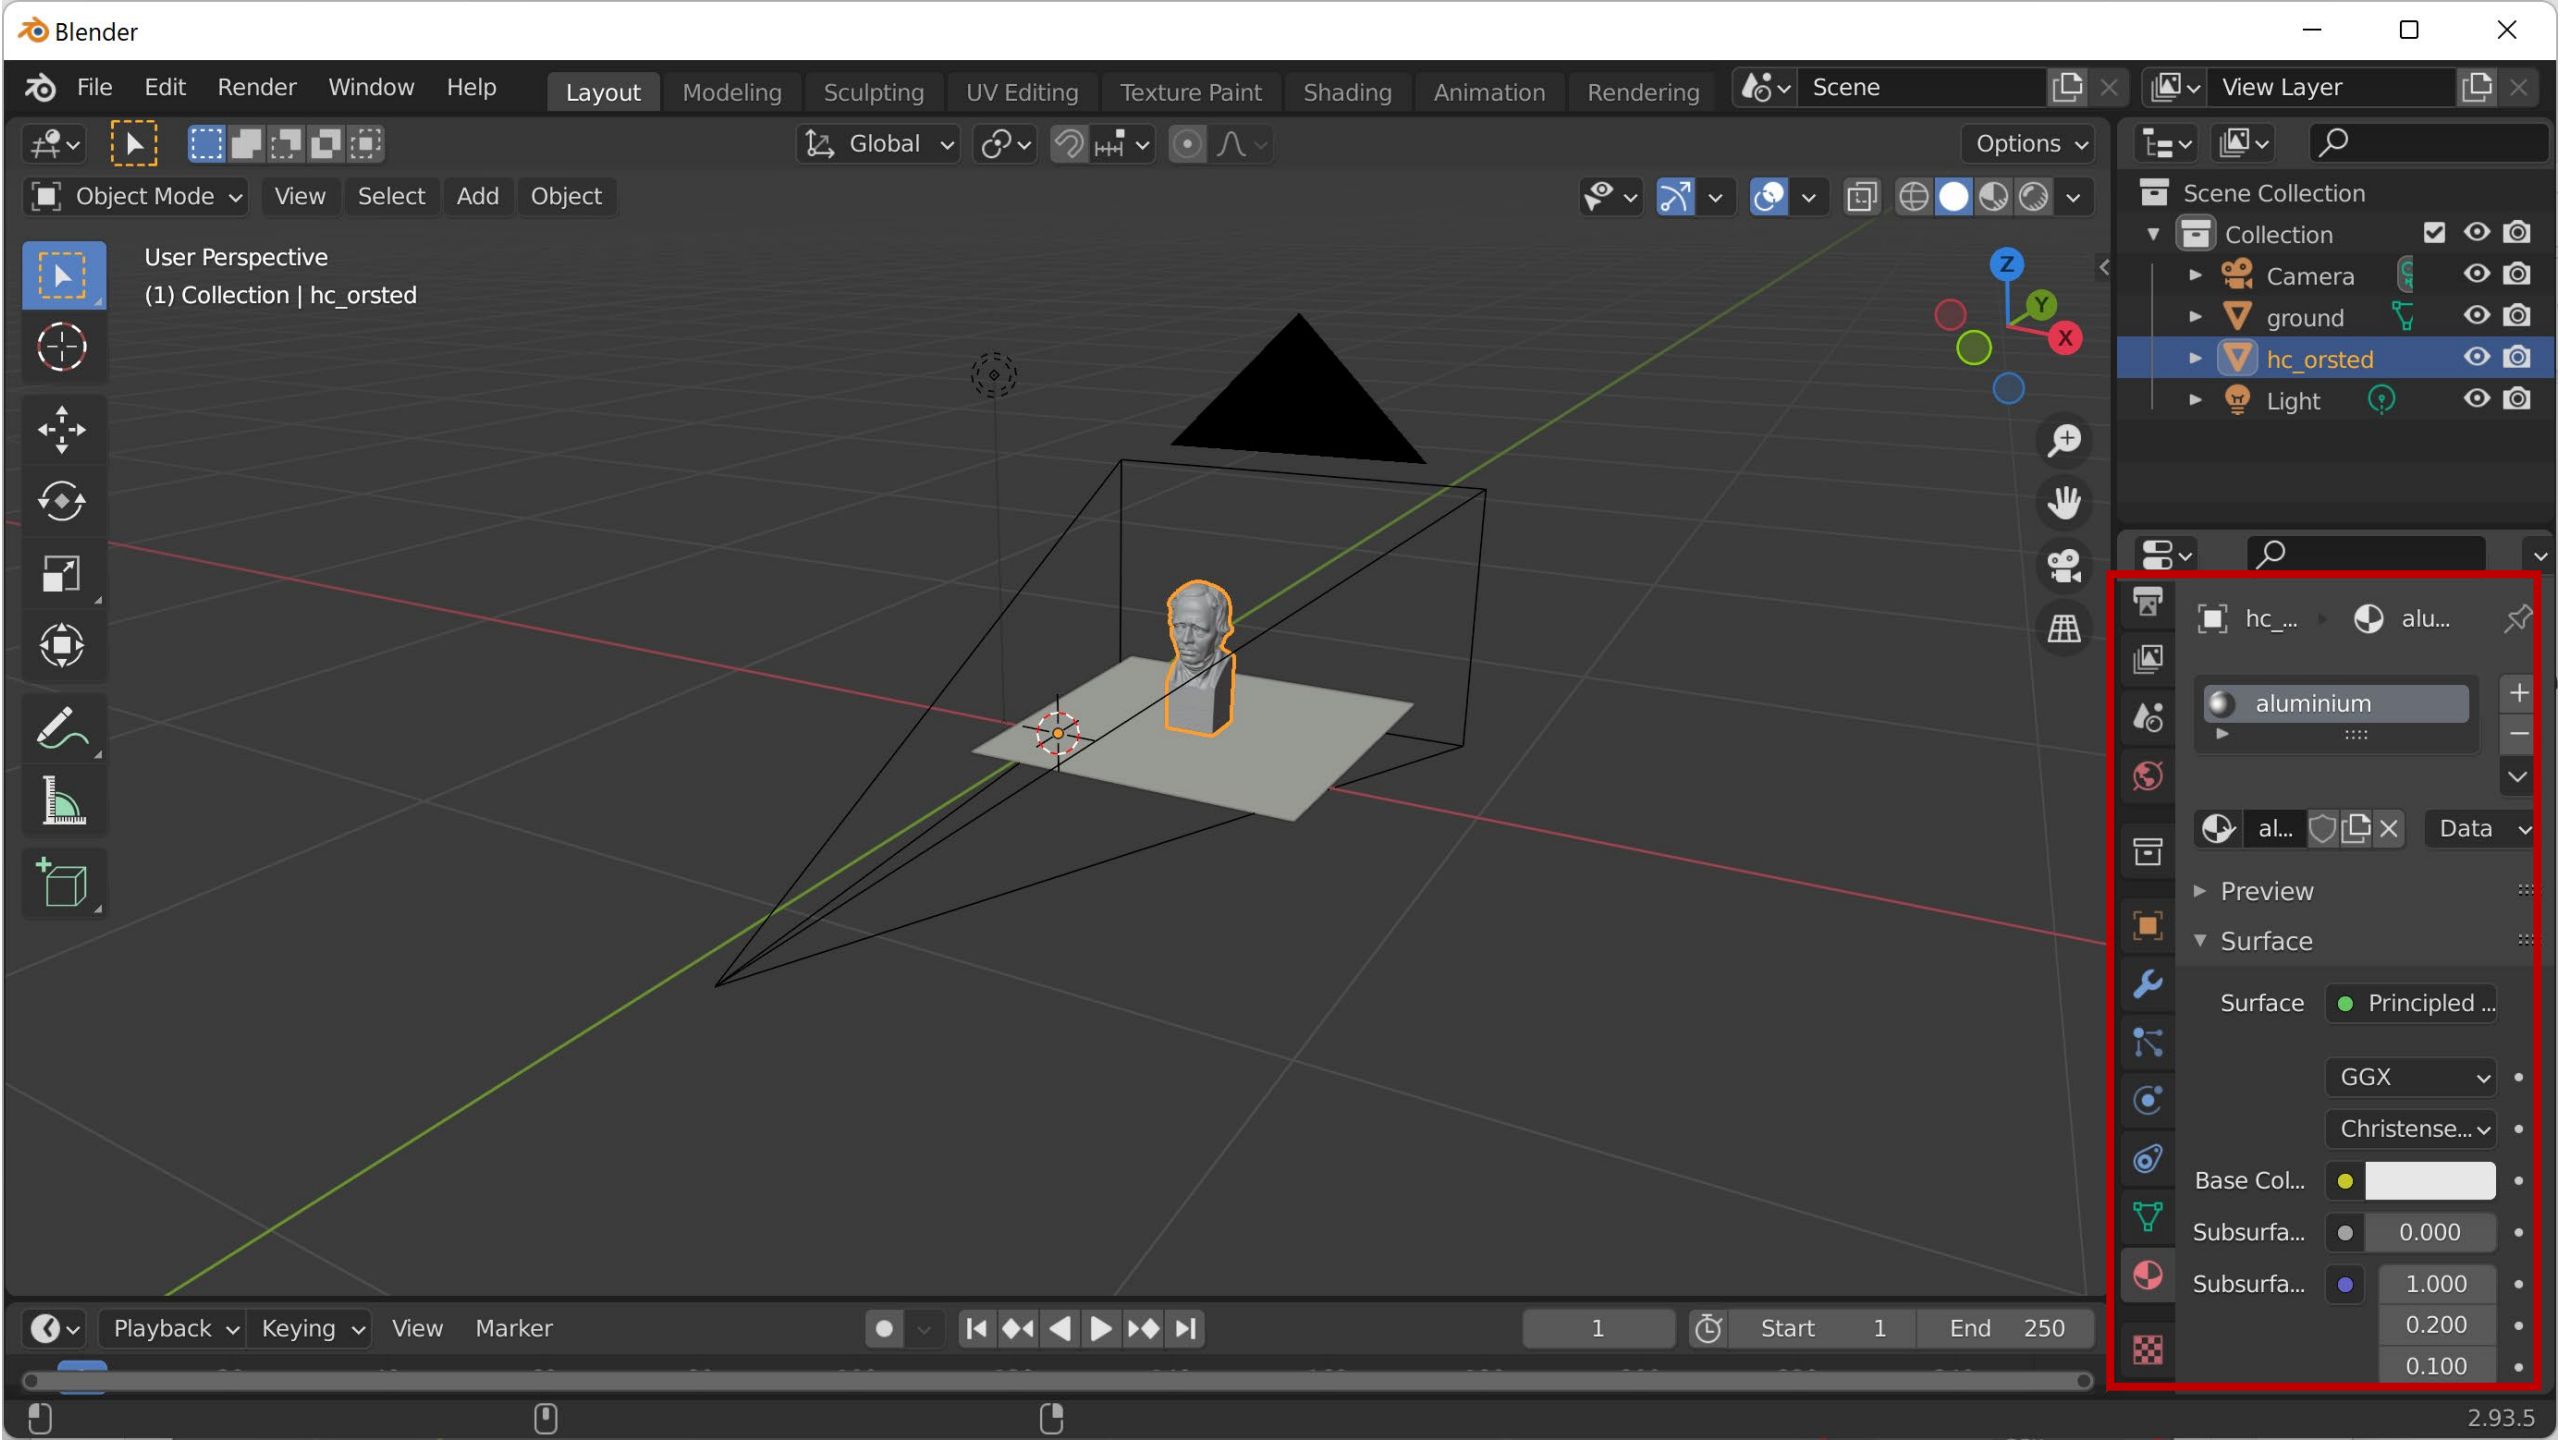 Blender
File Edit Render Window Help Layout Modeling Sculpting UV Editing Texture Paint Shading Animation Rendering Scene View Layer
Global Options
Object Mode View Select Add Object
User Perspective
(1) Collection | hc_orsted
Z
Y
X
Scene Collection
Collection
Camera
ground
hc_orsted
Light
hc_... alu...
aluminium
al... Data
Preview
Surface
Surface Principled ...
GGX
Christense...
Base Col...
Subsurfa... 0.000
Subsurfa... 1.000
0.200
0.100
Playback Keying View Marker 1 Start 1 End 250
2.93.5